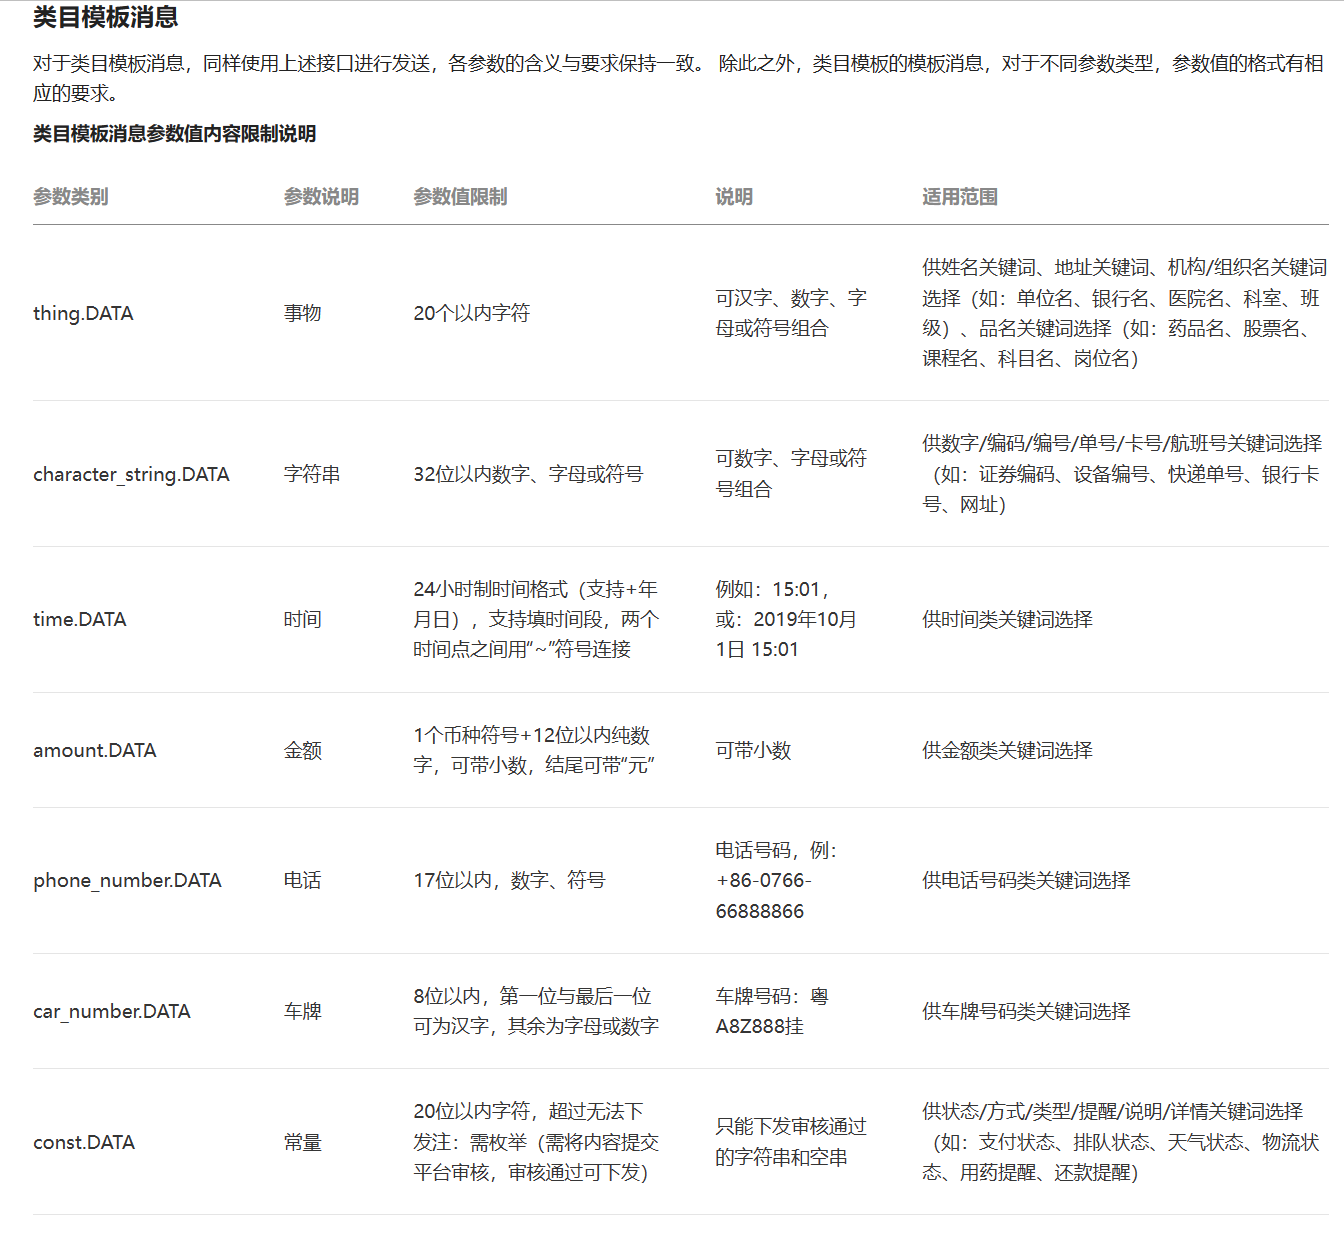 类目模板消息
对于类目模板消息，同样使用上述接口进行发送，各参数的含义与要求保持一致。 除此之外，类目模板的模板消息，对于不同参数类型，参数值的格式有相
应的要求。
类目模板消息参数值内容限制说明
参数类别 参数说明 参数值限制 说明 适用范围
thing.DATA
事物
20个以内字符
可汉字、数字、字
母或符号组合
供姓名关键词、地址关键词、机构/组织名关键词
选择（如：单位名、银行名、医院名、科室、班
级）、品名关键词选择（如：药品名、股票名、
课程名、科目名、岗位名）
character_string.DATA
字符串
32位以内数字、字母或符号
可数字、字母或符
号组合
供数字/编码/编号/单号/卡号/航班号关键词选择
（如：证券编码、设备编号、快递单号、银行卡
号、网址）
time.DATA
时间
24小时制时间格式（支持+年
月日），支持填时间段，两个
时间点之间用“~”符号连接
例如：15:01，
或：2019年10月
1日 15:01
供时间类关键词选择
amount.DATA
金额
1个币种符号+12位以内纯数
字，可带小数，结尾可带“元”
可带小数
供金额类关键词选择
phone_number.DATA
电话
17位以内，数字、符号
电话号码，例：
+86-0766-
66888866
供电话号码类关键词选择
car_number.DATA
车牌
8位以内，第一位与最后一位
可为汉字，其余为字母或数字
车牌号码：粤
A8Z888挂
供车牌号码类关键词选择
const.DATA
常量
20位以内字符，超过无法下
发注：需枚举（需将内容提交
平台审核，审核通过可下发）
只能下发审核通过
的字符串和空串
供状态/方式/类型/提醒/说明/详情关键词选择
（如：支付状态、排队状态、天气状态、物流状
态、用药提醒、还款提醒）